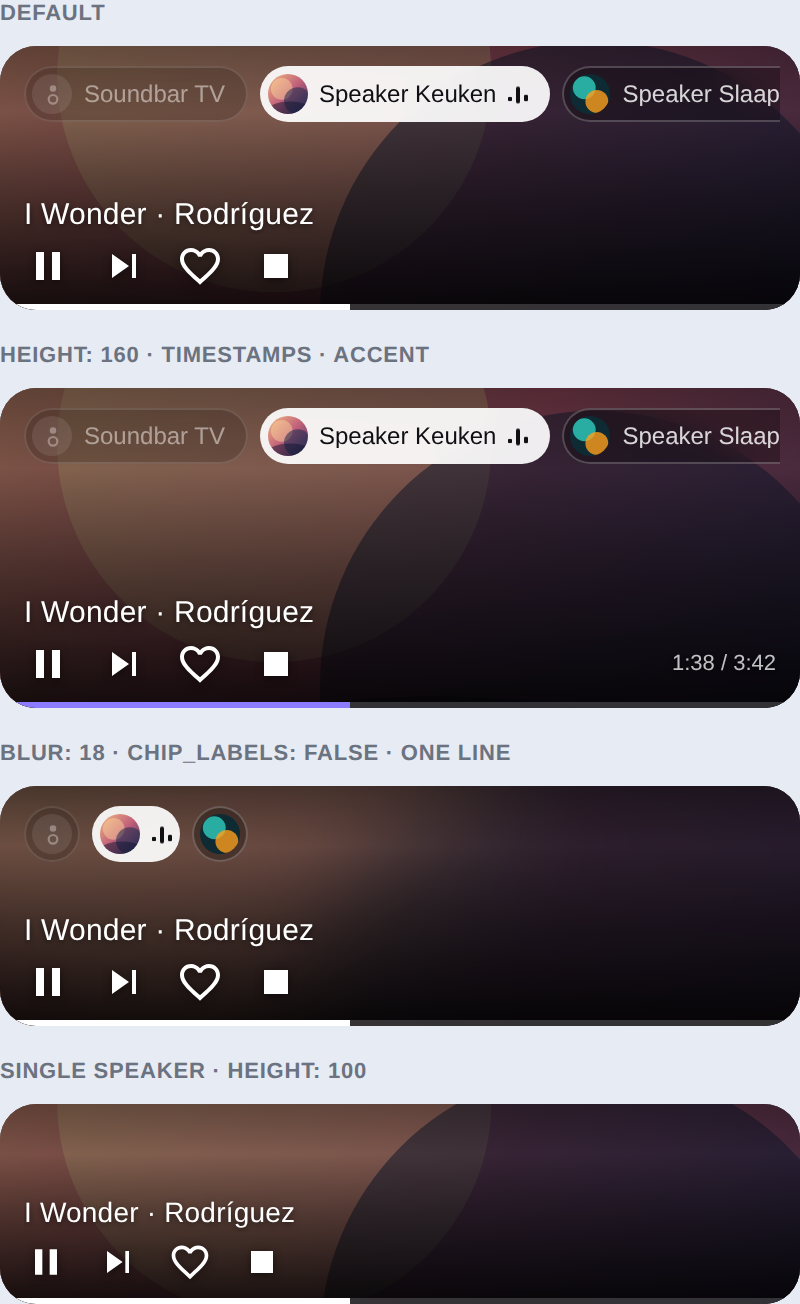 DEFAULT
Soundbar TV
Speaker Keuken
Speaker Slaap
I Wonder · Rodríguez
HEIGHT: 160 · TIMESTAMPS · ACCENT
Soundbar TV
Speaker Keuken
Speaker Slaap
I Wonder · Rodríguez
1:38 / 3:42
BLUR: 18 · CHIP_LABELS: FALSE · ONE LINE
I Wonder · Rodríguez
SINGLE SPEAKER · HEIGHT: 100
I Wonder · Rodríguez